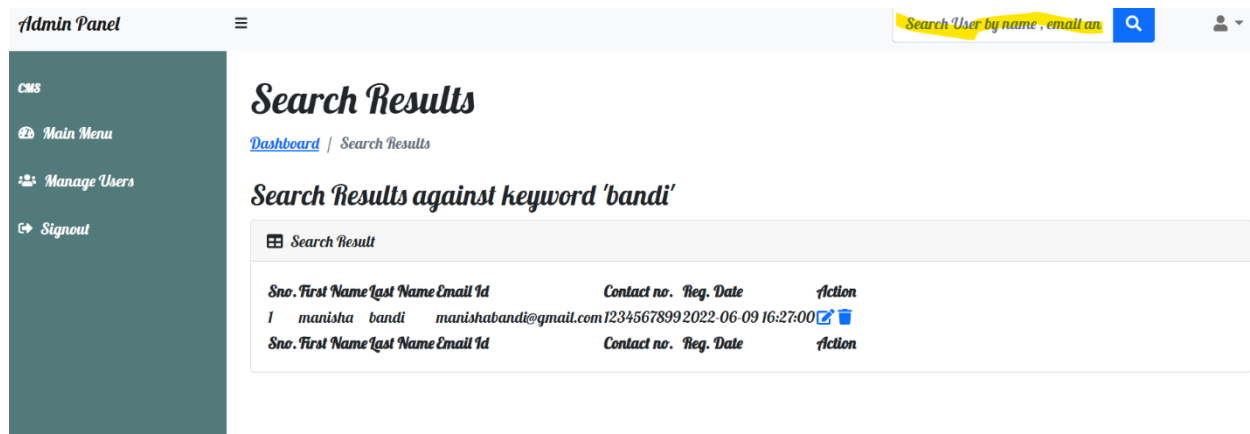 Admin Panel
Search User by name , email an
CMS
Main Menu
Manage Users
Signout
Search Results
Dashboard / Search Results
Search Results against keyword 'bandi'
Search Result
Sno. First Name Last Name Email Id Contact no. Reg. Date Action
1 manisha bandi manishabandi@gmail.com 1234567899 2022-06-09 16:27:00
Sno. First Name Last Name Email Id Contact no. Reg. Date Action